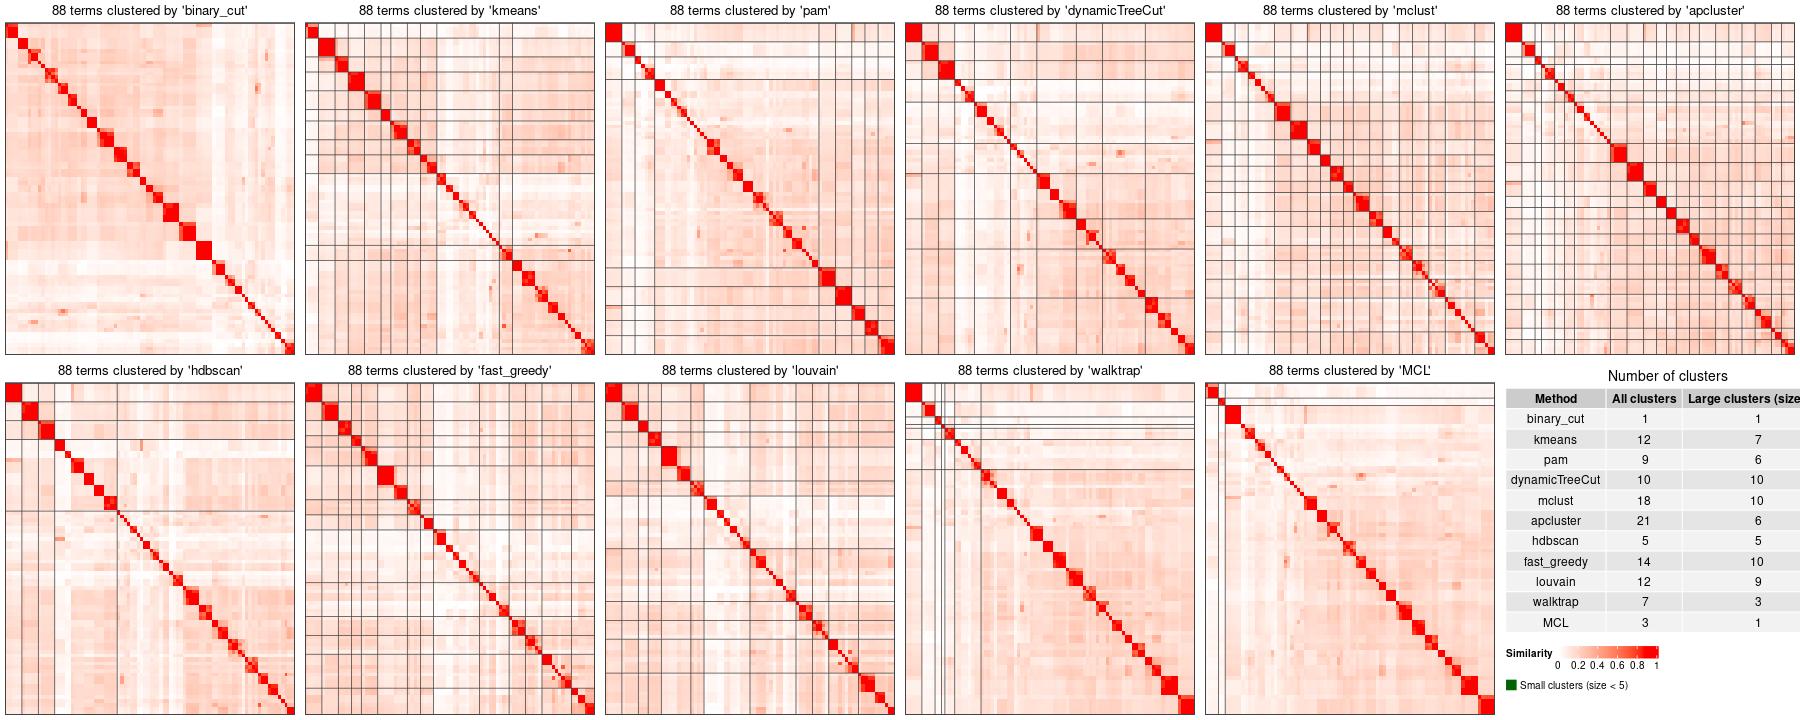 88 terms clustered by 'binary_cut'
88 terms clustered by 'kmeans'
88 terms clustered by 'pam'
88 terms clustered by 'dynamicTreeCut'
88 terms clustered by 'mclust'
88 terms clustered by 'apcluster'
88 terms clustered by 'hdbscan'
88 terms clustered by 'fast_greedy'
88 terms clustered by 'louvain'
88 terms clustered by 'walktrap'
88 terms clustered by 'MCL'
Number of clusters
Method All clusters Large clusters (size
binary_cut 1 1
kmeans 12 7
pam 9 6
dynamicTreeCut 10 10
mclust 18 10
apcluster 21 6
hdbscan 5 5
fast_greedy 14 10
louvain 12 9
walktrap 7 3
MCL 3 1
Similarity
0 0.2 0.4 0.6 0.8 1
Small clusters (size < 5)